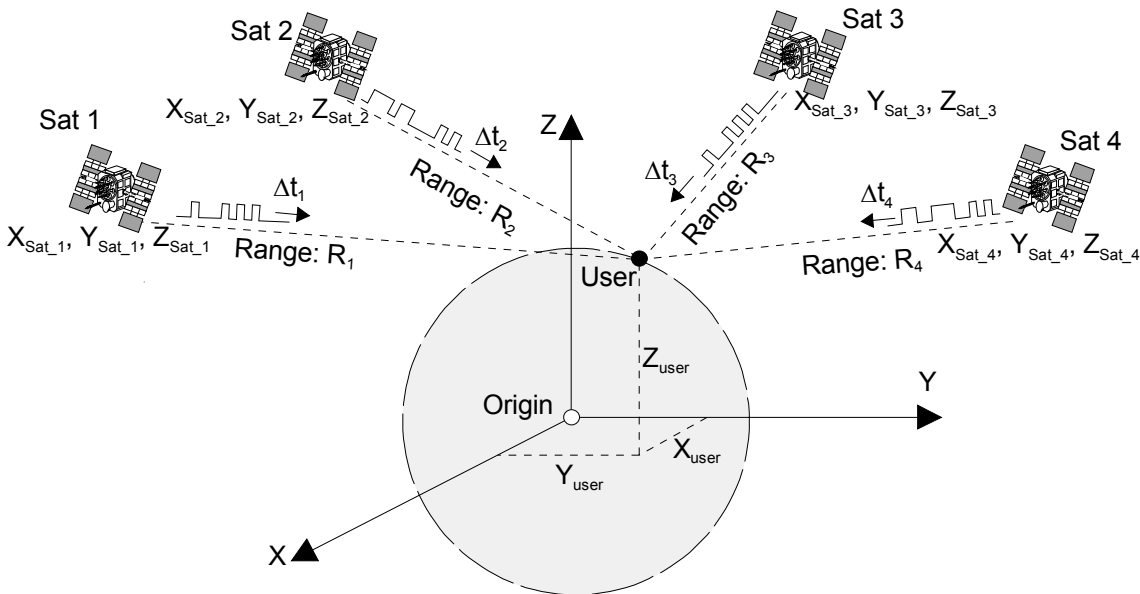 Sat 2
Sat 3
X_Sat_2, Y_Sat_2, Z_Sat_2
X_Sat_3, Y_Sat_3, Z_Sat_3
Sat 1
Z
Δt_2
Sat 4
Δt_3
Range: R_2
Range: R_3
Δt_1
Δt_4
X_Sat_1, Y_Sat_1, Z_Sat_1
Range: R_1
X_Sat_4, Y_Sat_4, Z_Sat_4
Range: R_4
User
Z_user
Y
Origin
X_user
Y_user
X